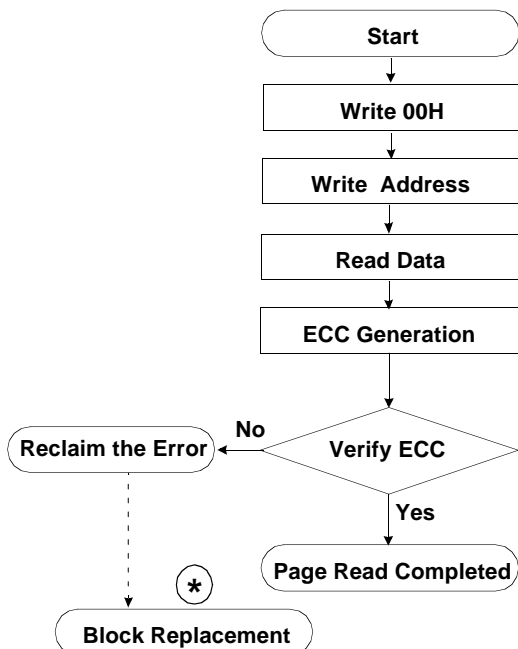 Start
Write 00H
Write Address
Read Data
ECC Generation
No
Reclaim the Error
Verify ECC
Yes
Page Read Completed
*
Block Replacement